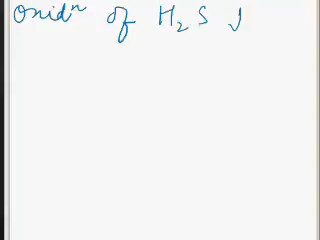 Oxidⁿ of H₂S